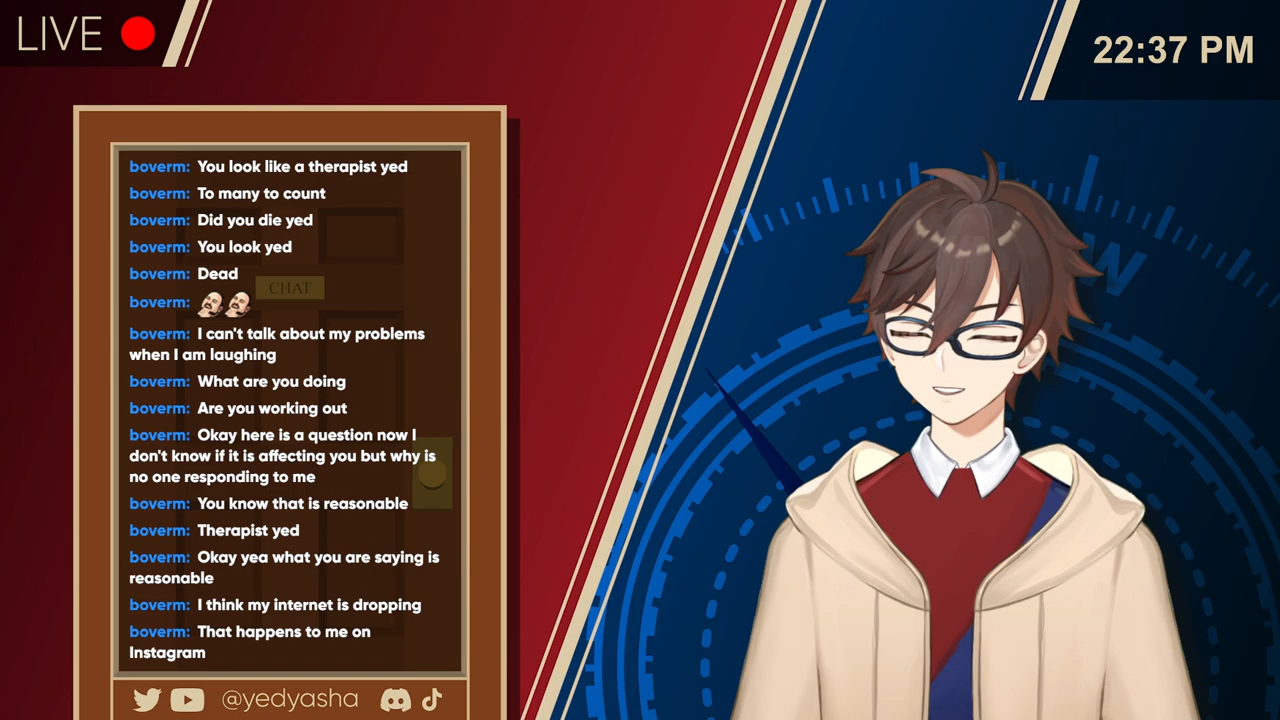 LIVE
22:37 PM
boverm: You look like a therapist yed
boverm: To many to count
boverm: Did you die yed
boverm: You look yed
boverm: Dead
CHAT
boverm:
boverm: I can't talk about my problems
when I am laughing
boverm: What are you doing
boverm: Are you working out
boverm: Okay here is a question now I
don't know if it is affecting you but why is
no one responding to me
boverm: You know that is reasonable
boverm: Therapist yed
boverm: Okay yea what you are saying is
reasonable
boverm: I think my internet is dropping
boverm: That happens to me on
Instagram
@yedyasha
W